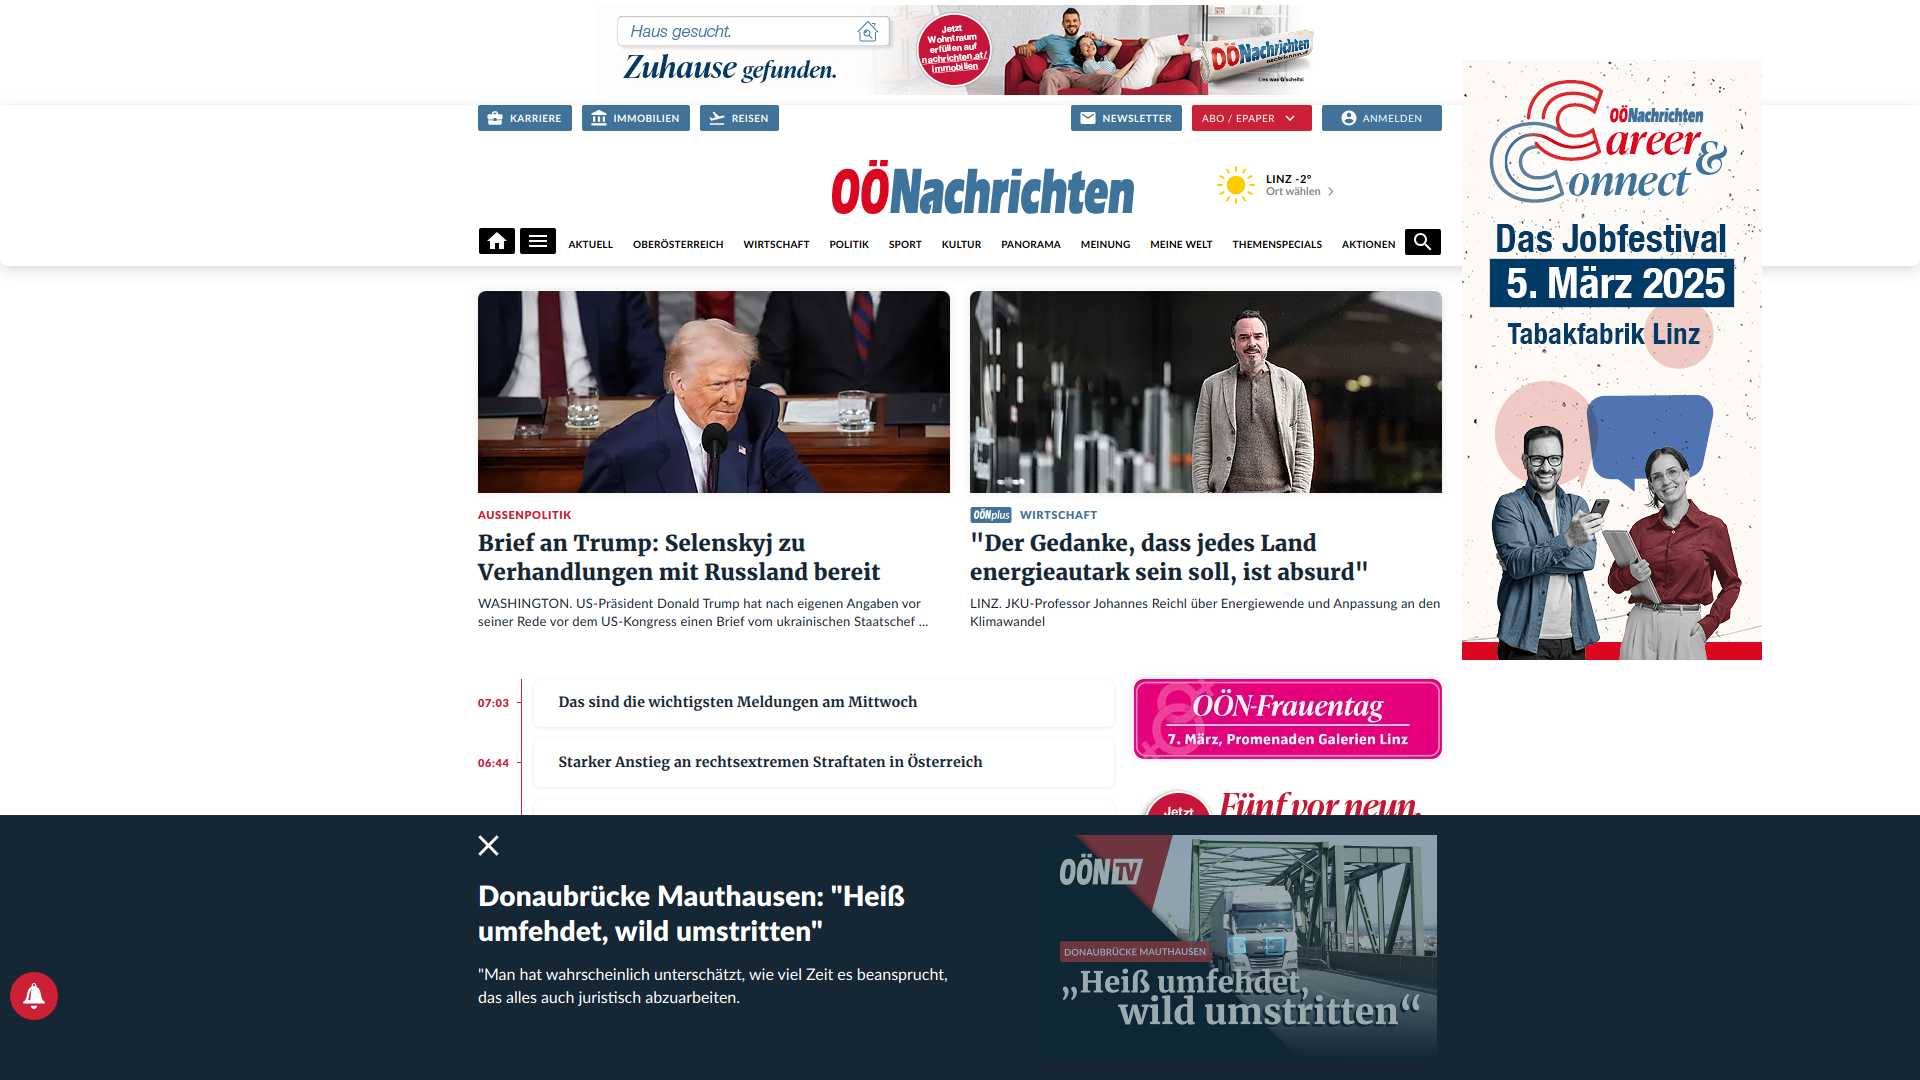 Haus gesucht.
Zuhause gefunden.
Jetzt
Wohntraum
erfüllen auf
nachrichten.at/
immobilien
OÖNachrichten
Lies was G'scheits!
KARRIERE
IMMOBILIEN
REISEN
NEWSLETTER
ABO / EPAPER
ANMELDEN
OÖNachrichten
LINZ -2°
Ort wählen
AKTUELL
OBERÖSTERREICH
WIRTSCHAFT
POLITIK
SPORT
KULTUR
PANORAMA
MEINUNG
MEINE WELT
THEMENSPECIALS
AKTIONEN
OÖNachrichten
Career &
Connect
Das Jobfestival
5. März 2025
Tabakfabrik Linz
AUSSENPOLITIK
Brief an Trump: Selenskyj zu
Verhandlungen mit Russland bereit
WASHINGTON. US-Präsident Donald Trump hat nach eigenen Angaben vor
seiner Rede vor dem US-Kongress einen Brief vom ukrainischen Staatschef ...
OÖNplus WIRTSCHAFT
"Der Gedanke, dass jedes Land
energieautark sein soll, ist absurd"
LINZ. JKU-Professor Johannes Reichl über Energiewende und Anpassung an den
Klimawandel
07:03 Das sind die wichtigsten Meldungen am Mittwoch
06:44 Starker Anstieg an rechtsextremen Straftaten in Österreich
OÖN-Frauentag
7. März, Promenaden Galerien Linz
Jetzt
Fünf vor neun.
Donaubrücke Mauthausen: "Heiß
umfehdet, wild umstritten"
"Man hat wahrscheinlich unterschätzt, wie viel Zeit es beansprucht,
das alles auch juristisch abzuarbeiten.
OÖN TV
DONAUBRÜCKE MAUTHAUSEN
„Heiß umfehdet,
wild umstritten“